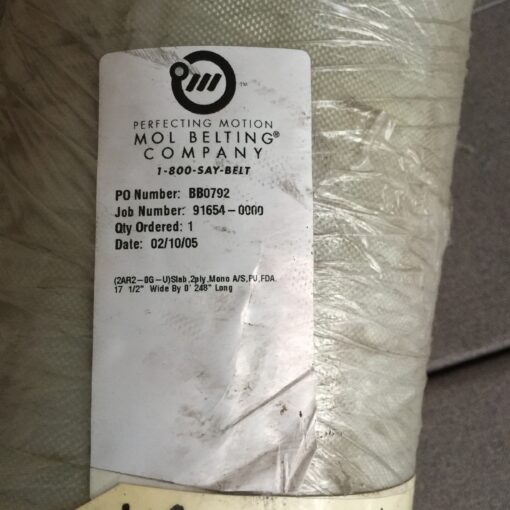 PERFECTING MOTION
MOL BELTING®
COMPANY
1-800-SAY-BELT
PO Number: BB0792
Job Number: 91654-0000
Qty Ordered: 1
Date: 02/10/05
(2AR2-0G-U)Slab,2ply,Mono A/S,PU,FDA,
17 1/2" Wide By 0' 248" Long